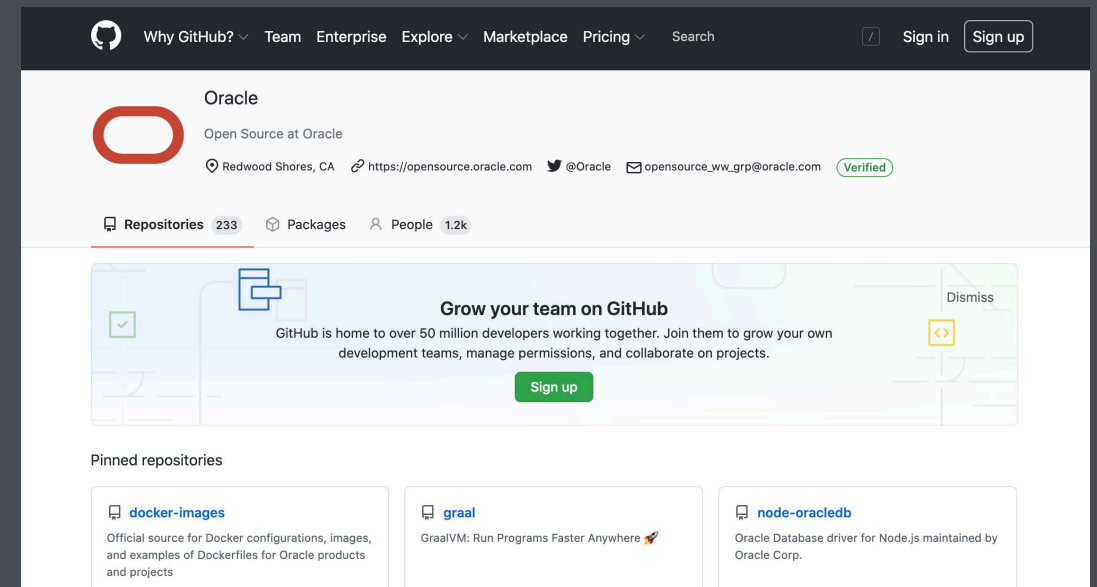 Why GitHub? Team Enterprise Explore Marketplace Pricing Search / Sign in Sign up
Oracle
Open Source at Oracle
Redwood Shores, CA https://opensource.oracle.com @Oracle opensource_ww_grp@oracle.com Verified
Repositories 233 Packages People 1.2k
Dismiss
Grow your team on GitHub
GitHub is home to over 50 million developers working together. Join them to grow your own
development teams, manage permissions, and collaborate on projects.
Sign up
Pinned repositories
docker-images
Official source for Docker configurations, images,
and examples of Dockerfiles for Oracle products
and projects
graal
GraalVM: Run Programs Faster Anywhere 🚀
node-oracledb
Oracle Database driver for Node.js maintained by
Oracle Corp.